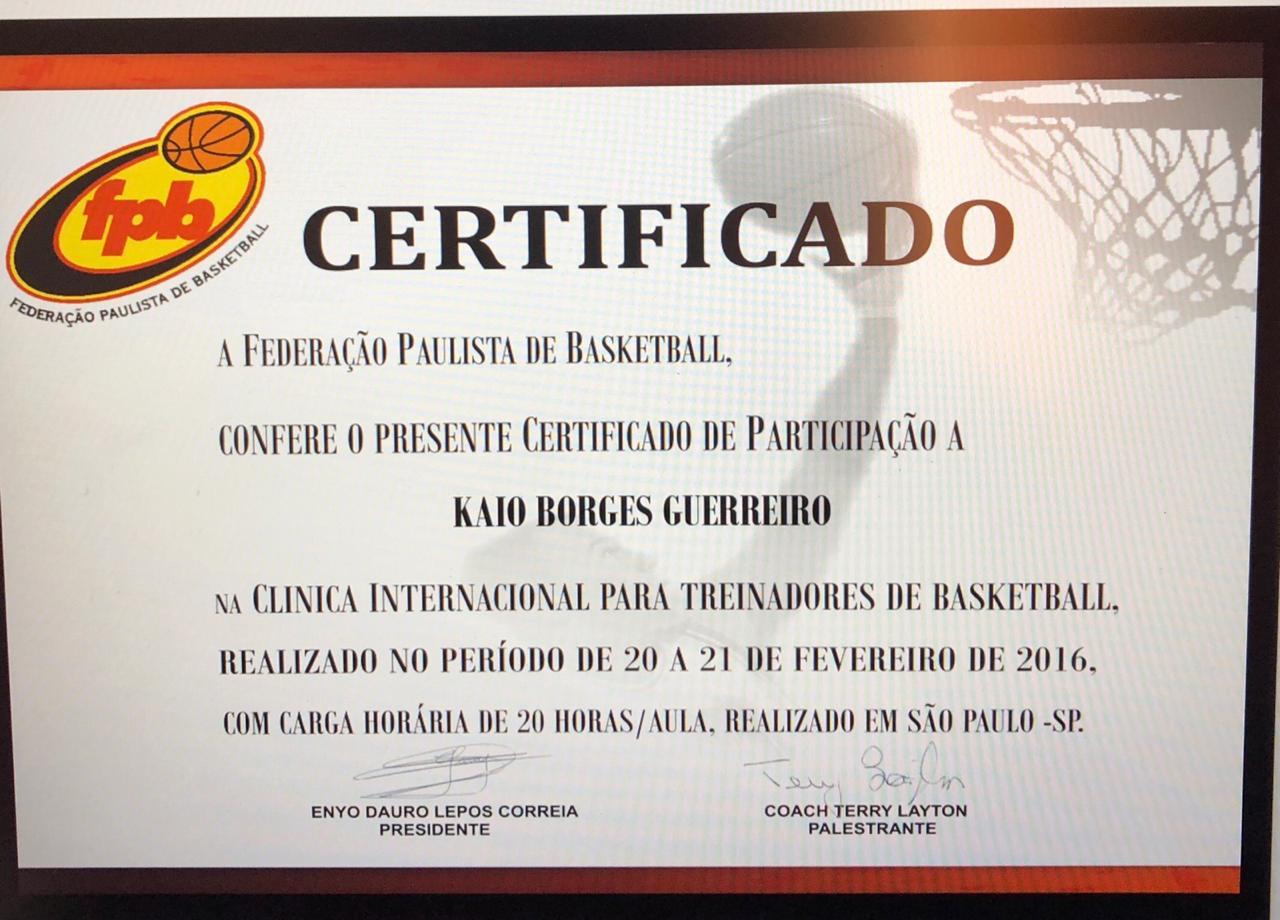 fpb
FEDERAÇÃO PAULISTA DE BASKETBALL
CERTIFICADO
A FEDERAÇÃO PAULISTA DE BASKETBALL,
CONFERE O PRESENTE CERTIFICADO DE PARTICIPAÇÃO A
KAIO BORGES GUERREIRO
NA CLINICA INTERNACIONAL PARA TREINADORES DE BASKETBALL,
REALIZADO NO PERÍODO DE 20 A 21 DE FEVEREIRO DE 2016,
COM CARGA HORÁRIA DE 20 HORAS/AULA, REALIZADO EM SÃO PAULO -SP.
ENYO DAURO LEPOS CORREIA
PRESIDENTE
COACH TERRY LAYTON
PALESTRANTE